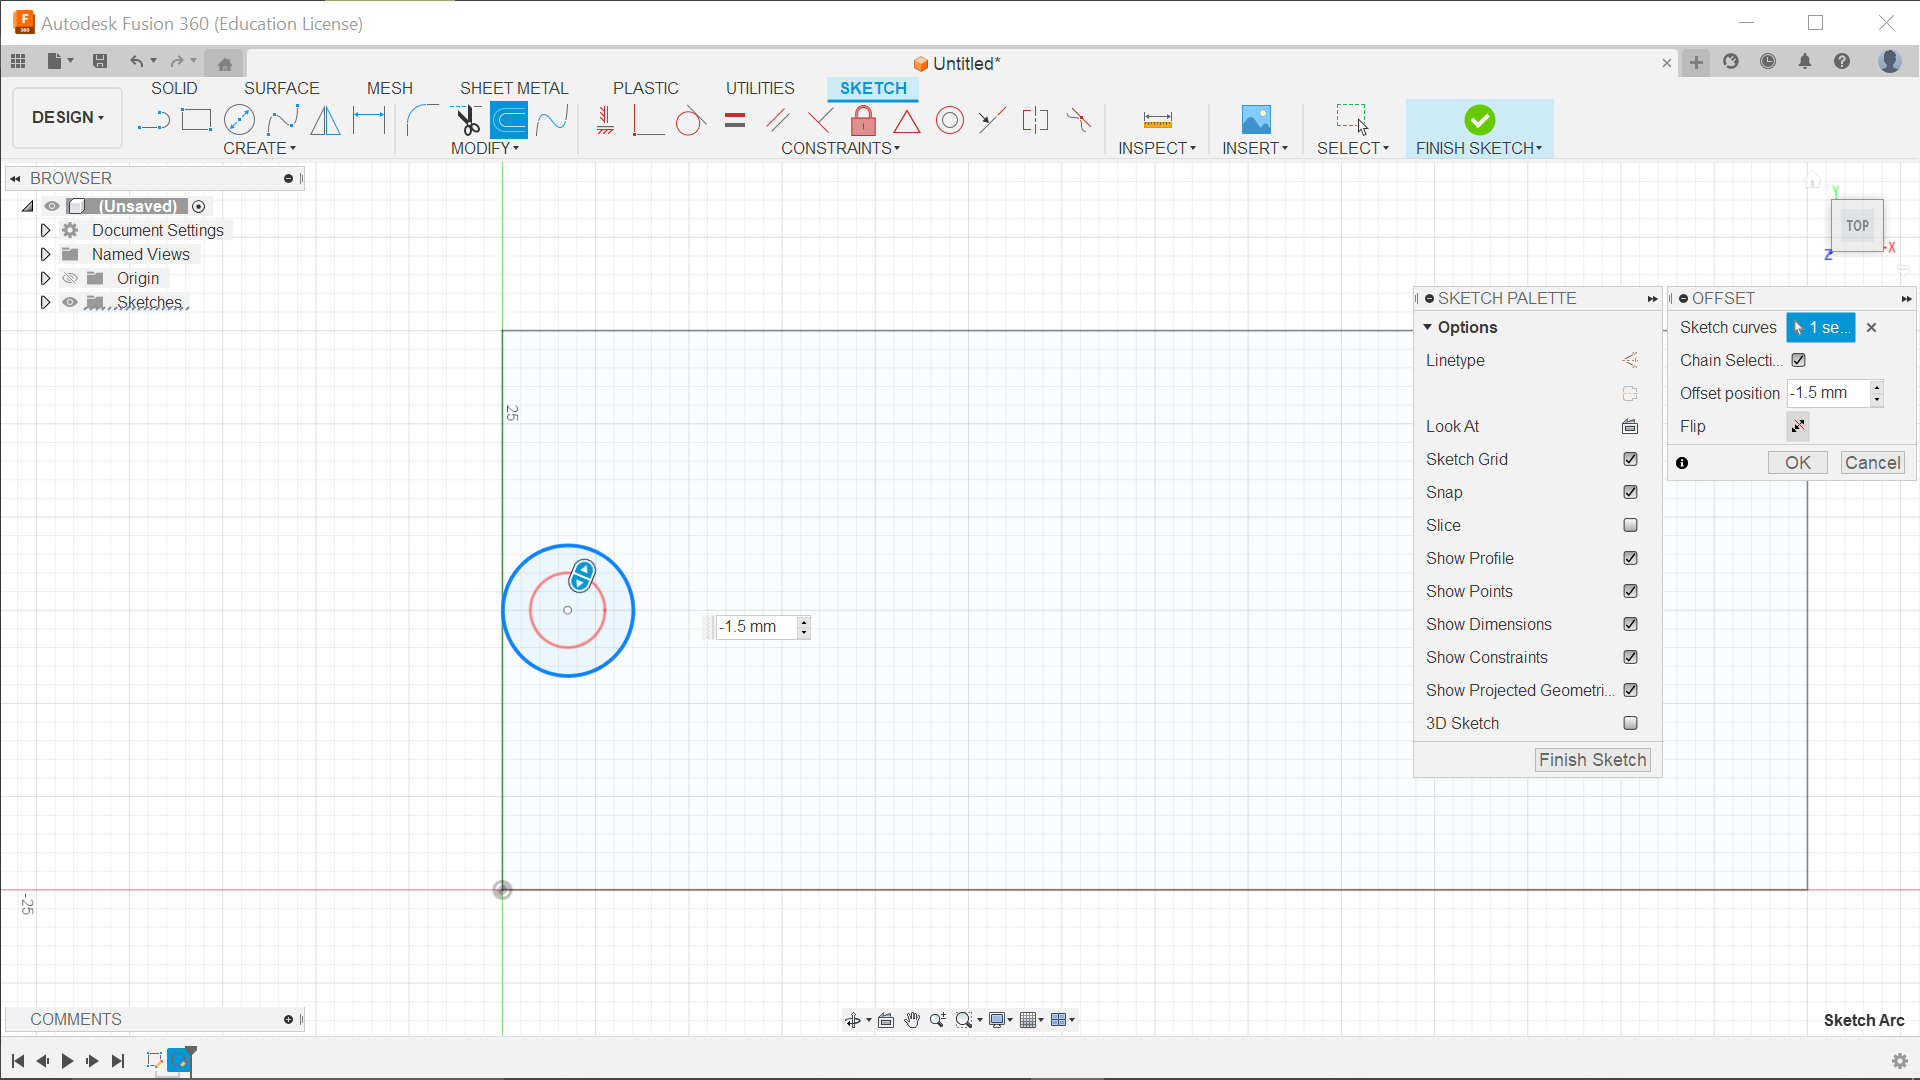 Autodesk Fusion 360 (Education License)
Untitled*
SOLID SURFACE MESH SHEET METAL PLASTIC UTILITIES SKETCH
DESIGN
CREATE MODIFY CONSTRAINTS INSPECT INSERT SELECT FINISH SKETCH
BROWSER
(Unsaved)
Document Settings
Named Views
Origin
Sketches
TOP
Y
X
Z
SKETCH PALETTE
Options
Linetype
Look At
Sketch Grid
Snap
Slice
Show Profile
Show Points
Show Dimensions
Show Constraints
Show Projected Geometri...
3D Sketch
Finish Sketch
OFFSET
Sketch curves 1 se...
Chain Selecti...
Offset position -1.5 mm
Flip
OK Cancel
25
-1.5 mm
-25
COMMENTS
Sketch Arc